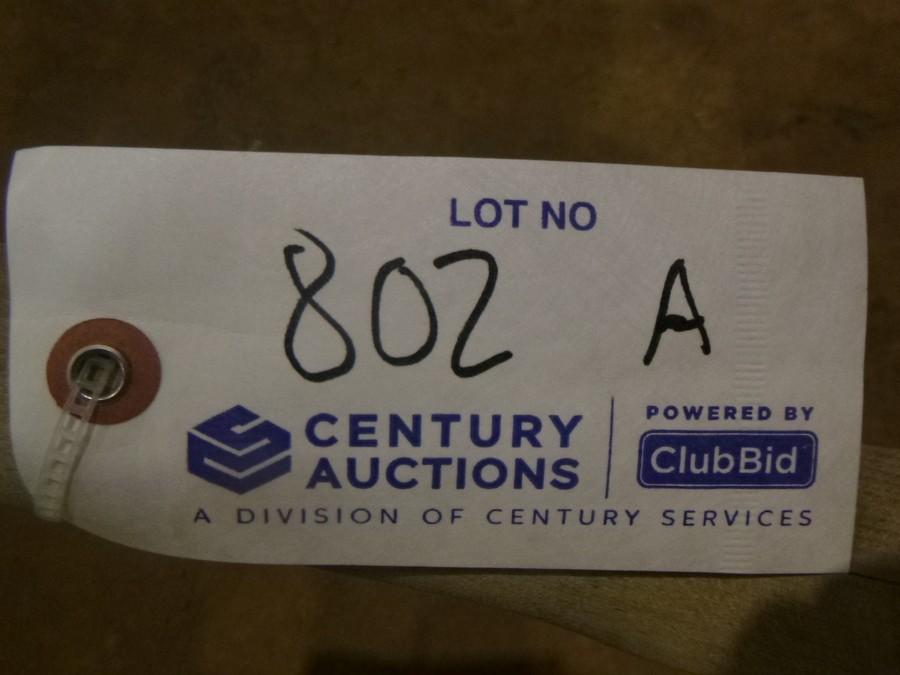 LOT NO
802 A
CENTURY AUCTIONS
POWERED BY
ClubBid
A DIVISION OF CENTURY SERVICES